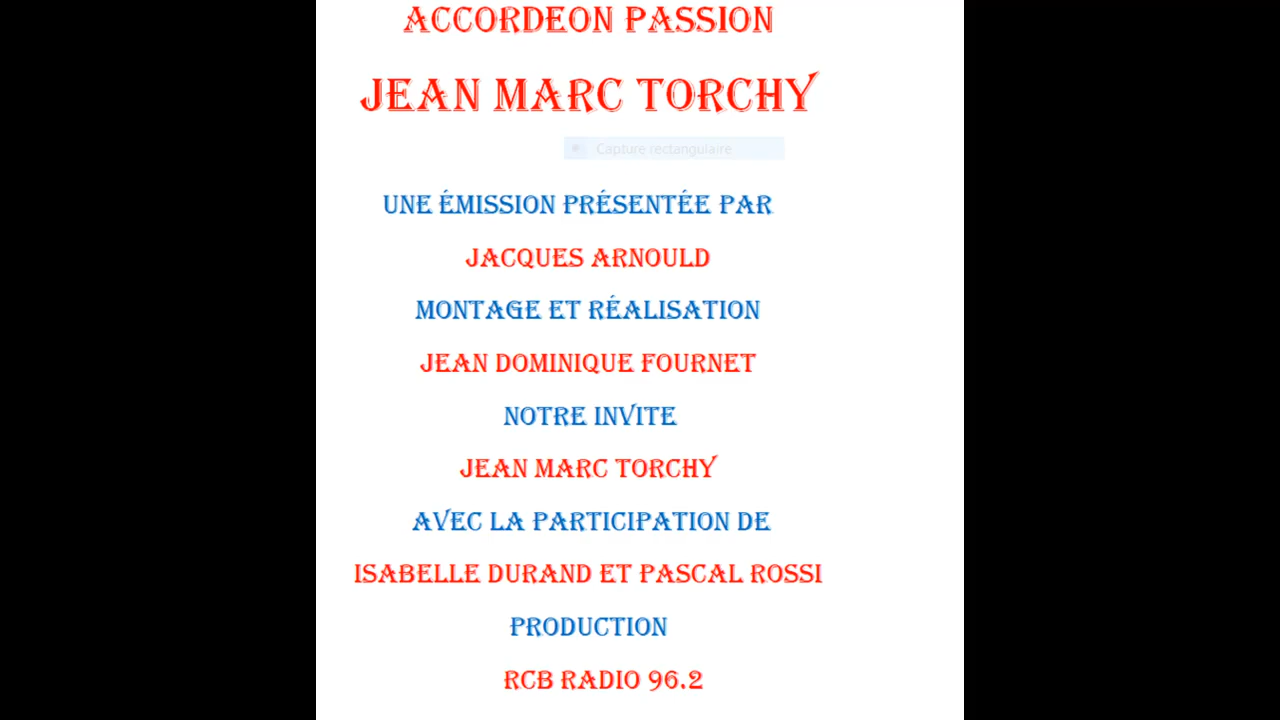 ACCORDEON PASSION
JEAN MARC TORCHY
Capture rectangulaire
UNE ÉMISSION PRÉSENTÉE PAR
JACQUES ARNOULD
MONTAGE ET RÉALISATION
JEAN DOMINIQUE FOURNET
NOTRE INVITE
JEAN MARC TORCHY
AVEC LA PARTICIPATION DE
ISABELLE DURAND ET PASCAL ROSSI
PRODUCTION
RCB RADIO 96.2